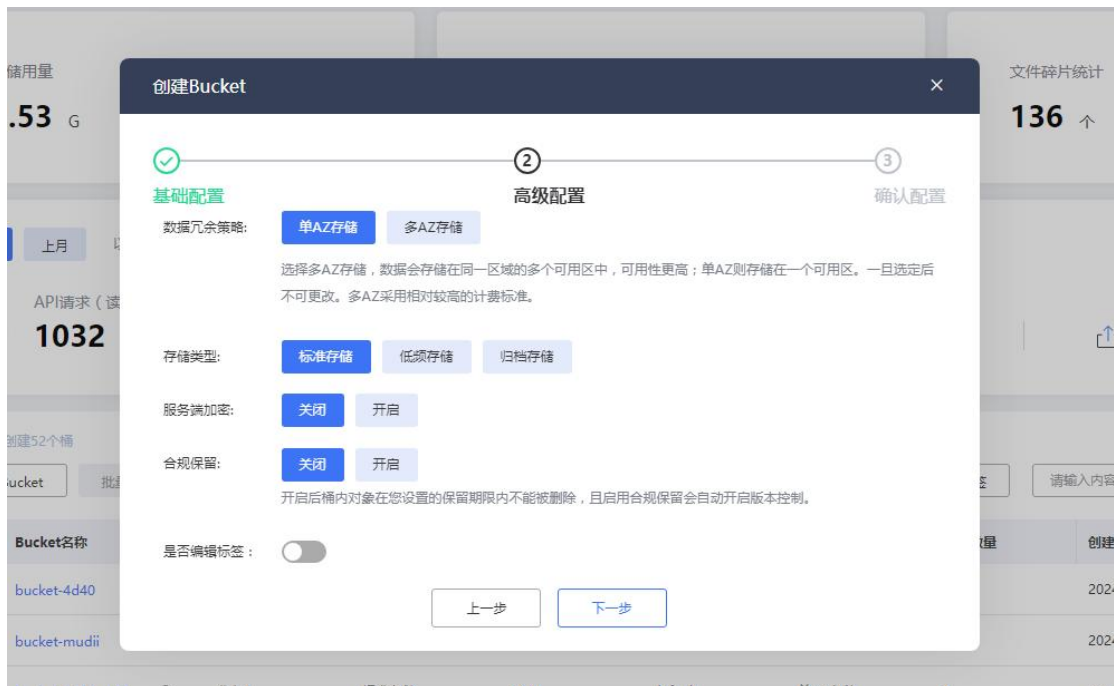 储用量
.53 G
文件碎片统计
136 个
创建Bucket
基础配置
2
高级配置
3
确认配置
数据冗余策略: 单AZ存储 多AZ存储
选择多AZ存储，数据会存储在同一区域的多个可用区中，可用性更高；单AZ则存储在一个可用区。一旦选定后
不可更改。多AZ采用相对较高的计费标准。
上月
API请求（读
1032
存储类型: 标准存储 低频存储 归档存储
服务端加密: 关闭 开启
合规保留: 关闭 开启
开启后桶内对象在您设置的保留期限内不能被删除，且启用合规保留会自动开启版本控制。
是否编辑标签：
上一步 下一步
创建52个桶
ucket
请输入内容
Bucket名称
量
创建
bucket-4d40
202
bucket-mudii
202